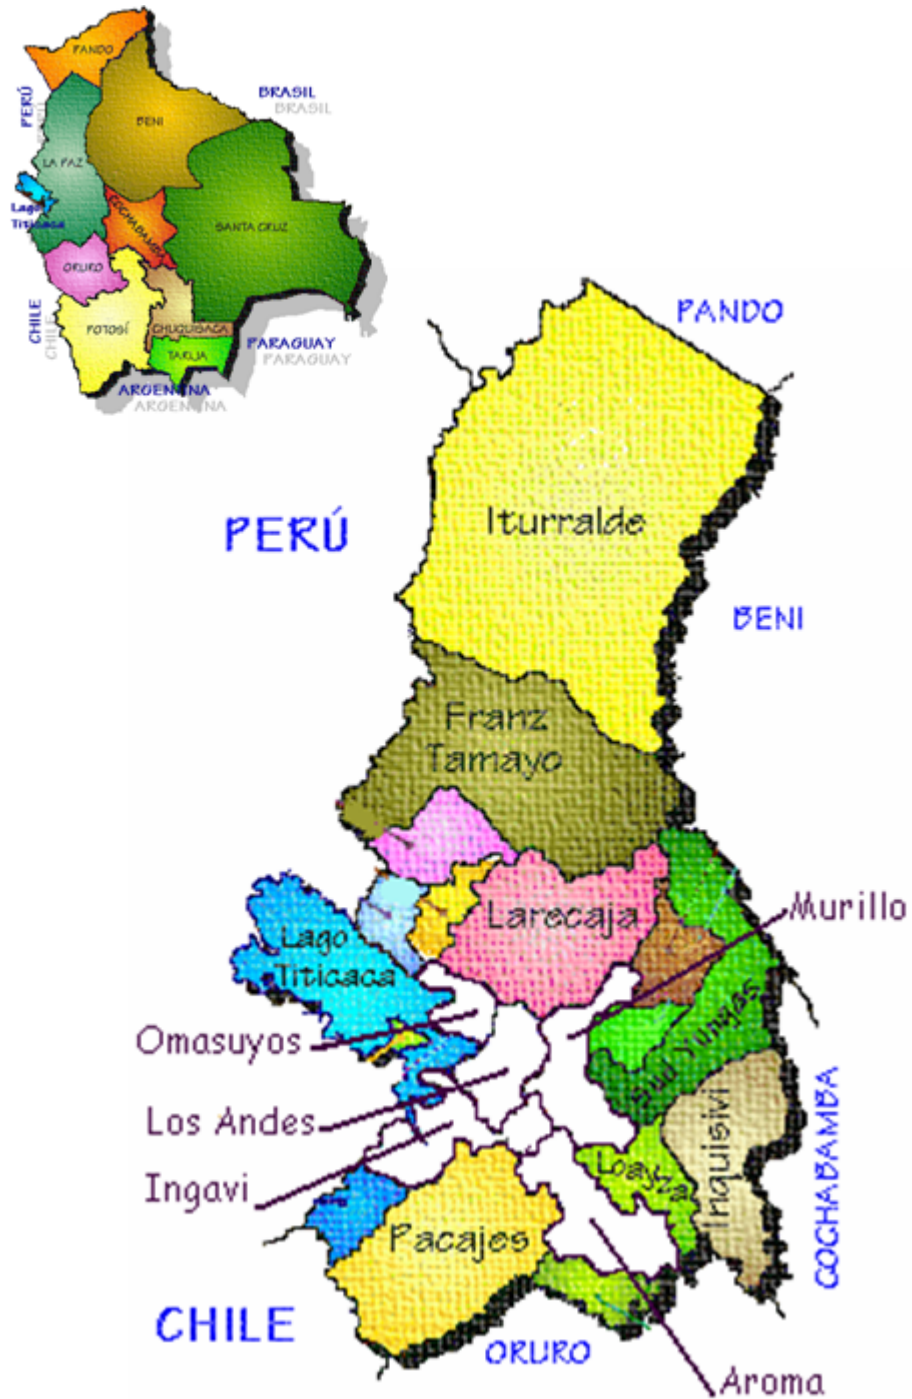 PANDO
BRASIL
BRASIL
PERÚ
PERÚ
BENI
LA PAZ
Lago
Titicaca
COCHABAMBA
SANTA CRUZ
ORURO
CHILE
CHILE
POTOSÍ
CHUQUISACA
PARAGUAY
PARAGUAY
TARIJA
ARGENTINA
ARGENTINA
PANDO
PERÚ
Iturralde
BENI
Franz
Tamayo
Murillo
Larecaja
Lago
Titicaca
Omasuyos
Sud Yungas
Los Andes
COCHABAMBA
Inquisivi
Loayza
Ingavi
Pacajes
CHILE
ORURO
Aroma